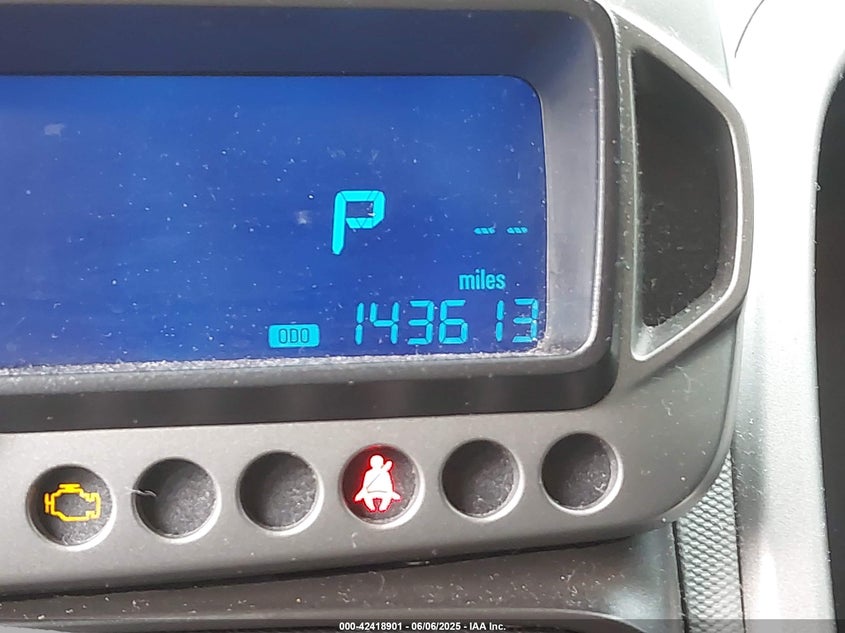 P --
miles
ODO 143613
000-42418901 - 06/06/2025 - IAA Inc.